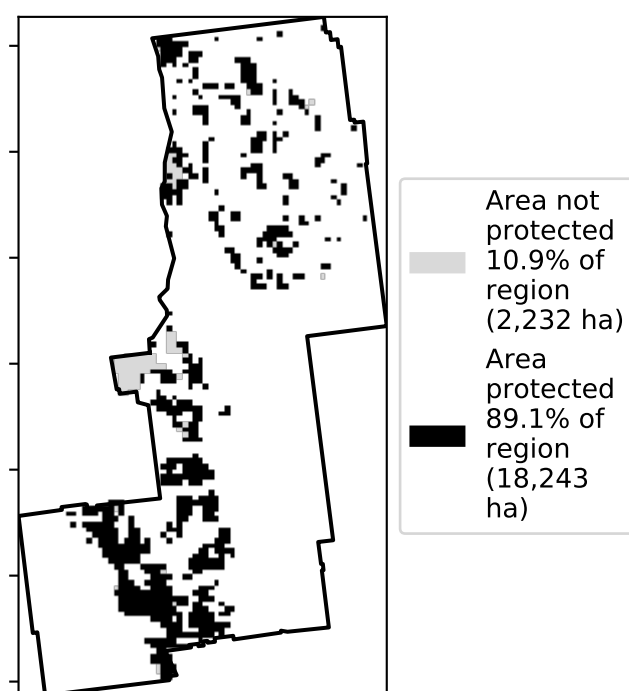 Area not
protected
10.9% of
region
(2,232 ha)
Area
protected
89.1% of
region
(18,243
ha)